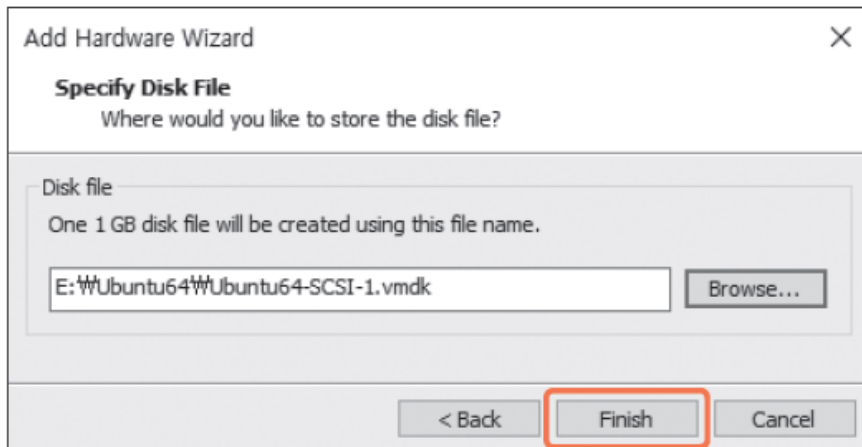 Add Hardware Wizard
Specify Disk File
Where would you like to store the disk file?
Disk file
One 1 GB disk file will be created using this file name.
E:₩Ubuntu64₩Ubuntu64-SCSI-1.vmdk
Browse...
< Back
Finish
Cancel